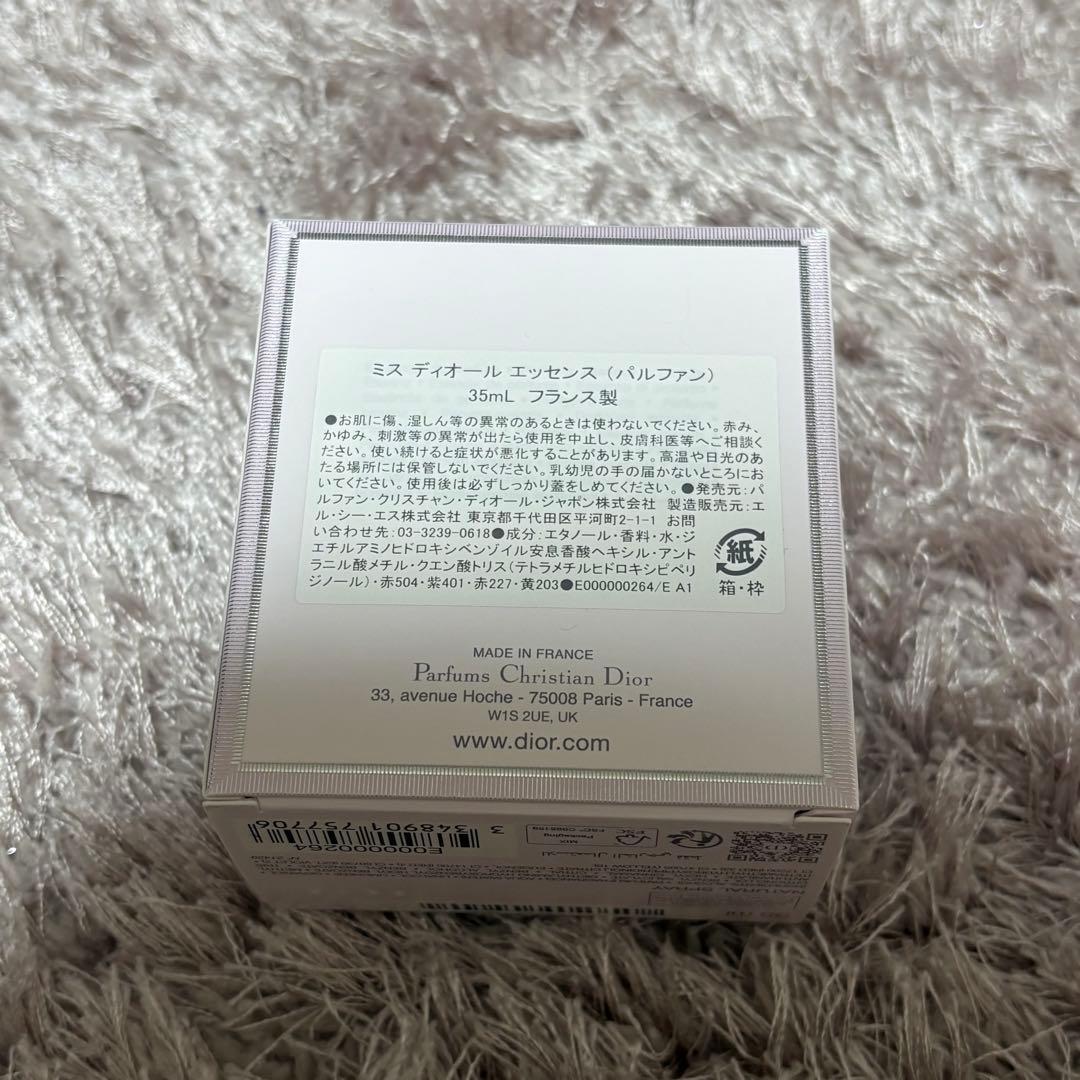 ミス ディオール エッセンス（パルファン）
35mL フランス製
●お肌に傷、湿しん等の異常のあるときは使わないでください。赤み、
かゆみ、刺激等の異常が出たら使用を中止し、皮膚科医等へご相談く
ださい。使い続けると症状が悪化することがあります。高温や日光のあ
たる場所には保管しないでください。乳幼児の手の届かないところにお
いてください。使用後は必ずしっかり蓋をしめてください。●発売元：パ
ルファン・クリスチャン・ディオール・ジャポン株式会社 製造販売元：エ
ル・シー・エス株式会社 東京都千代田区平河町2-1-1 お問
い合わせ先：03-3239-0618●成分：エタノール・香料・水・ジ
エチルアミノヒドロキシベンゾイル安息香酸ヘキシル・アント
ラニル酸メチル・クエン酸トリス（テトラメチルヒドロキシピペリ
ジノール）・赤504・紫401・赤227・黄203●E000000264/E A1
紙
箱・枠
MADE IN FRANCE
Parfums Christian Dior
33, avenue Hoche - 75008 Paris - France
W1S 2UE, UK
www.dior.com
3 348901 757706
E000000264
MIX
Packaging
FSC
NATURAL SPRAY